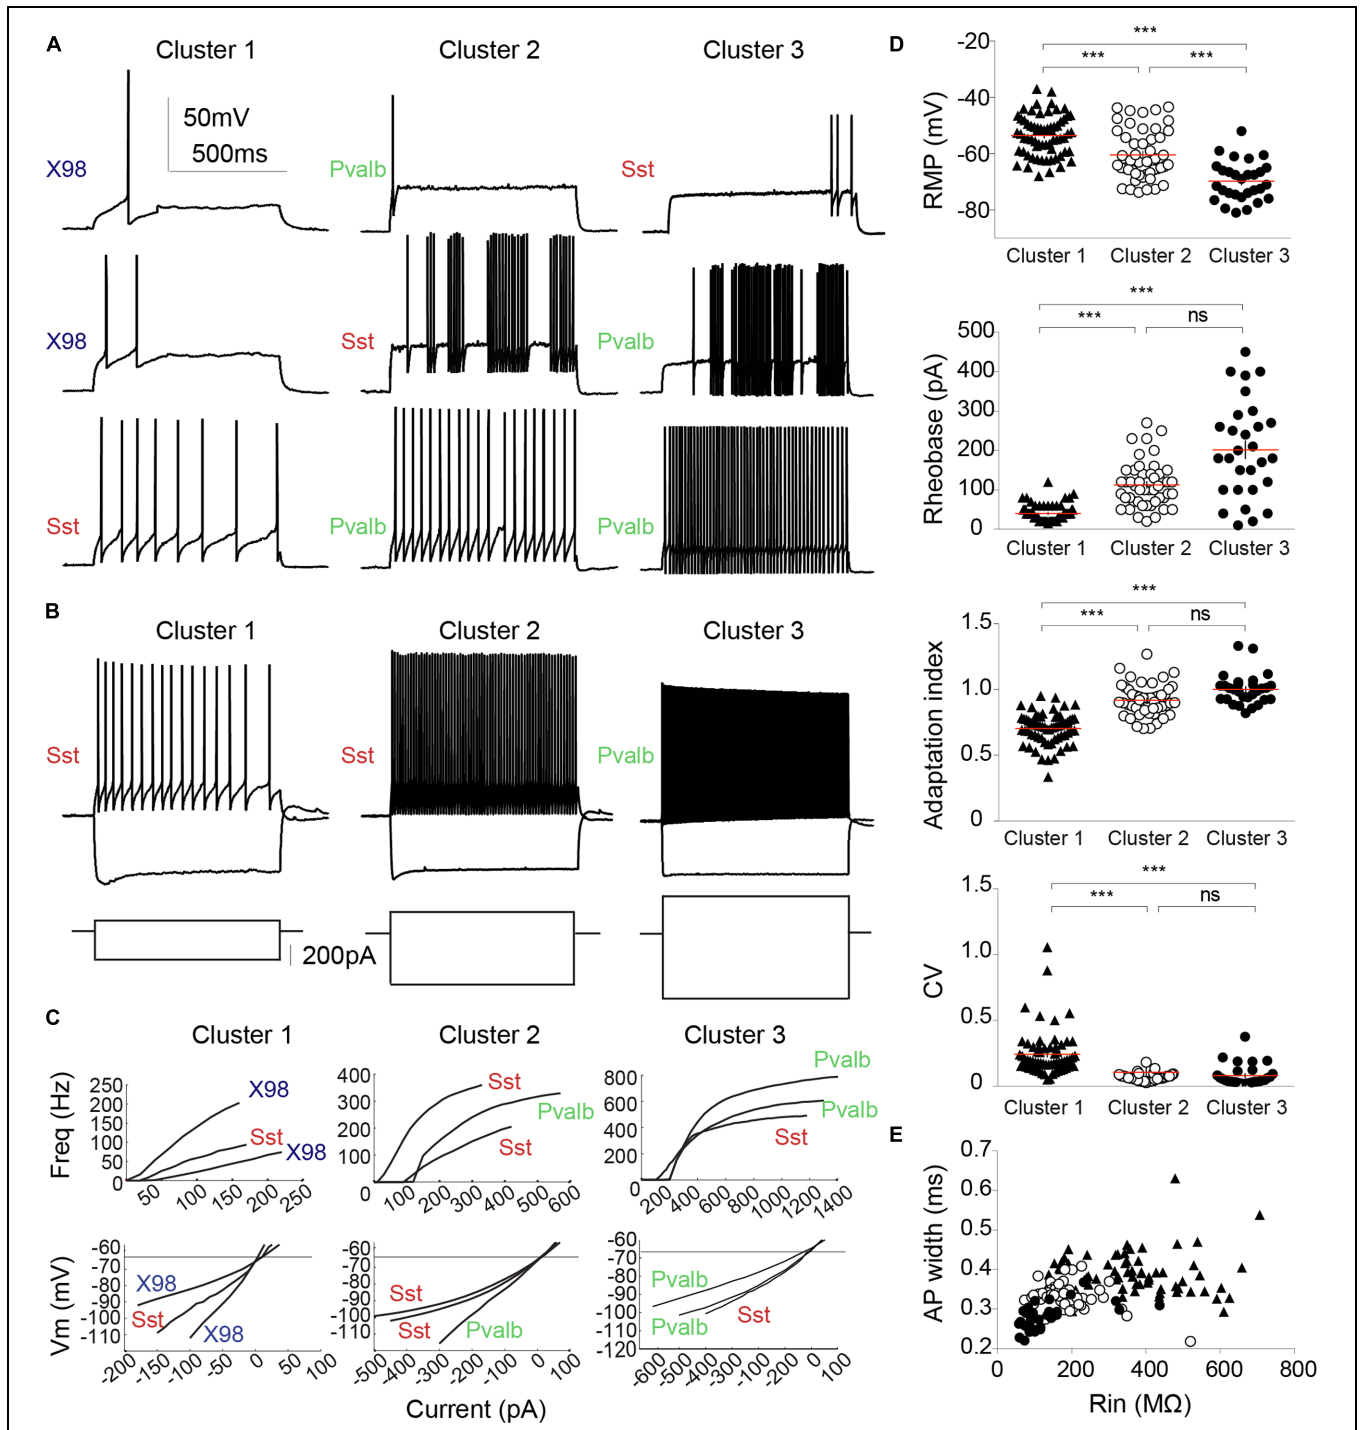 A
Cluster 1
Cluster 2
Cluster 3
50mV
500ms
X98
Pvalb
Sst
X98
Sst
Pvalb
Sst
Pvalb
Pvalb
B
Cluster 1
Cluster 2
Cluster 3
Sst
Sst
Pvalb
200pA
C
Cluster 1
Cluster 2
Cluster 3
Freq (Hz)
250
200
150
100
50
0
50
100
150
200
250
X98
Sst
X98
400
300
200
100
0
100
200
300
400
500
600
Sst
Pvalb
Sst
800
600
400
200
0
200
400
600
800
1000
1200
1400
Pvalb
Pvalb
Sst
Vm (mV)
-60
-70
-80
-90
-100
-110
-200
-150
-100
-50
0
50
100
X98
Sst
X98
-60
-70
-80
-90
-100
-110
-500
-400
-300
-200
-100
0
100
Sst
Sst
Pvalb
-60
-70
-80
-90
-100
-110
-120
-600
-500
-400
-300
-200
-100
0
100
Pvalb
Pvalb
Sst
Current (pA)
D
RMP (mV)
-20
-40
-60
-80
***
***
***
Cluster 1
Cluster 2
Cluster 3
Rheobase (pA)
500
400
300
200
100
0
***
***
ns
Cluster 1
Cluster 2
Cluster 3
Adaptation index
1.5
1.0
0.5
0
***
***
ns
Cluster 1
Cluster 2
Cluster 3
CV
1.5
1.0
0.5
0
***
***
ns
Cluster 1
Cluster 2
Cluster 3
E
AP width (ms)
0.7
0.6
0.5
0.4
0.3
0.2
0
200
400
600
800
Rin (MΩ)